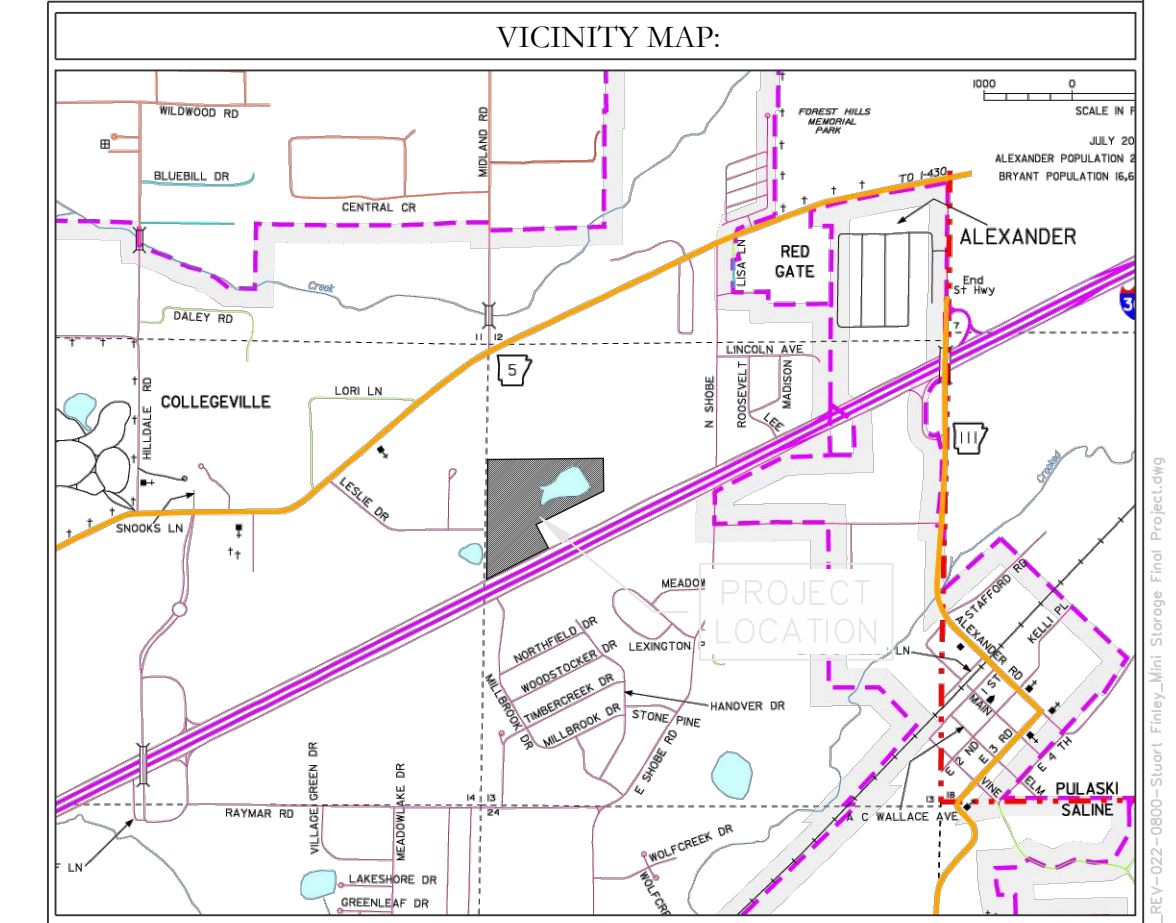 VICINITY MAP:
1000 0
SCALE IN F
JULY 20
ALEXANDER POPULATION 2
BRYANT POPULATION 16,6
FOREST HILLS
MEMORIAL
PARK
WILDWOOD RD
MIDLAND RD
BLUEBILL DR
CENTRAL CR
TO I-430
ALEXANDER
RED
GATE
LISA LN
End
St Hwy
3
Creek
DALEY RD
11 12
7
5
LINCOLN AVE
N SHOBE
ROOSEVELT
MADISON
LEE
HILLDALE RD
COLLEGEVILLE
LORI LN
111
Crooked
LESLIE DR
SNOOKS LN
PROJECT
LOCATION
MEADOW
LEXINGTON P
NORTHFIELD DR
WOODSTOCKER DR
TIMBERCREEK DR
MILLBROOK DR
MILLBROOK DR
HANOVER DR
STONE PINE
E SHOBE RD
STAFFORD RD
KELLI PL
ALEXANDER RD
LN
1 ST
MAIN
E 2 ND
E 3 RD
E 4 TH
VINE
ELM
PULASKI
SALINE
14 13
24
13 18
A C WALLACE AVE
RAYMAR RD
VILLAGE GREEN DR
MEADOWLAKE DR
F LN
LAKESHORE DR
GREENLEAF DR
WOLFCREEK DR
WOLFCRE
_REV-022-0800-Stuart Finley_Mini Storage Final Project.dwg